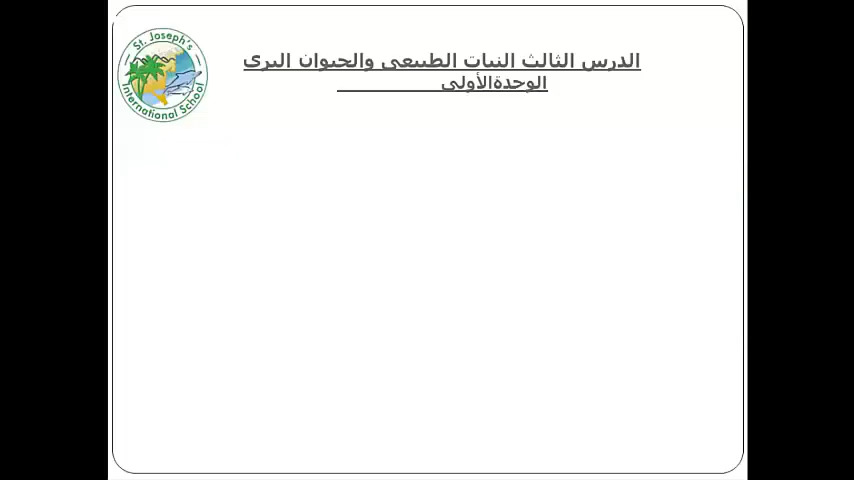 St. Joseph's
International School
الدرس الثالث النبات الطبيعى والحيوان البرى
الوحدةالأولى